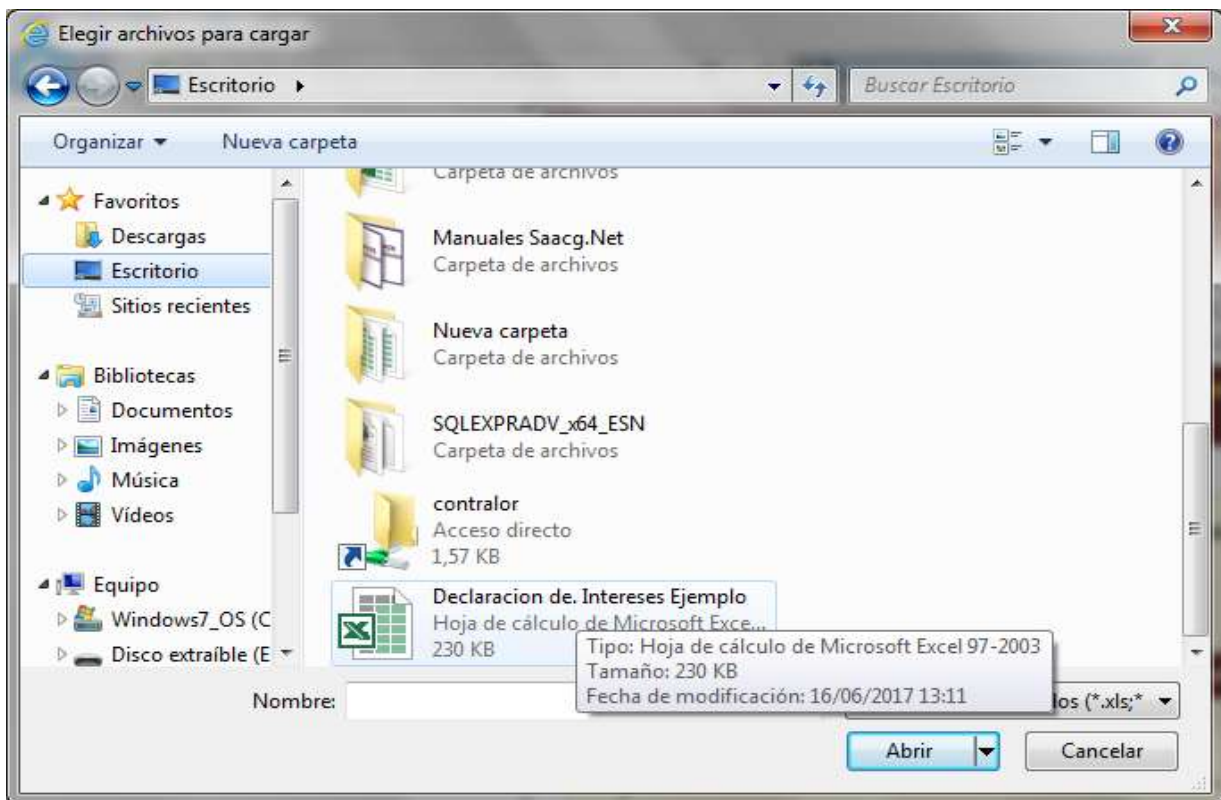 Elegir archivos para cargar
Escritorio
Buscar Escritorio
Organizar
Nueva carpeta
Favoritos
Descargas
Escritorio
Sitios recientes
Bibliotecas
Documentos
Imágenes
Música
Vídeos
Equipo
Windows7_OS (C
Disco extraíble (E
Carpeta de archivos
Manuales Saacg.Net
Carpeta de archivos
Nueva carpeta
Carpeta de archivos
SQLEXPRADV_x64_ESN
Carpeta de archivos
contralor
Acceso directo
1,57 KB
Declaracion de. Intereses Ejemplo
Hoja de cálculo de Microsoft Exce...
230 KB
Tipo: Hoja de cálculo de Microsoft Excel 97-2003
Tamaño: 230 KB
Fecha de modificación: 16/06/2017 13:11
Nombre:
(*.xls;*
Abrir
Cancelar